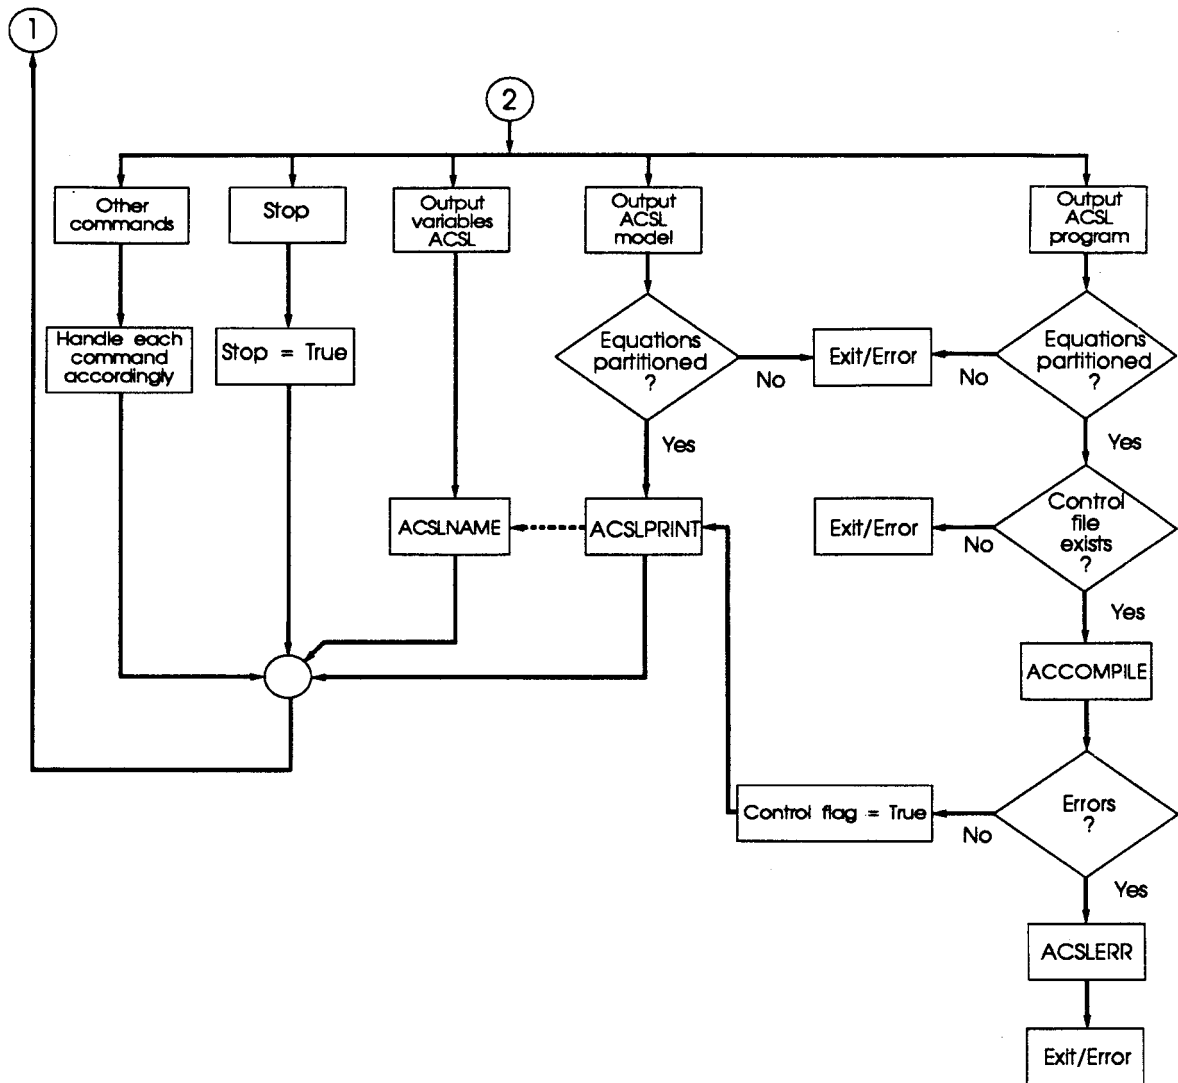 1
2
Other
commands
Stop
Output
variables
ACSL
Output
ACSL
model
Output
ACSL
program
Handle each
command
accordingly
Stop = True
Equations
partitioned
?
No
Exit/Error
No
Equations
partitioned
?
Yes
Yes
ACSLNAME
ACSLPRINT
Exit/Error
No
Control
file
exists
?
Yes
ACCOMPILE
Control flag = True
No
Errors
?
Yes
ACSLERR
Exit/Error